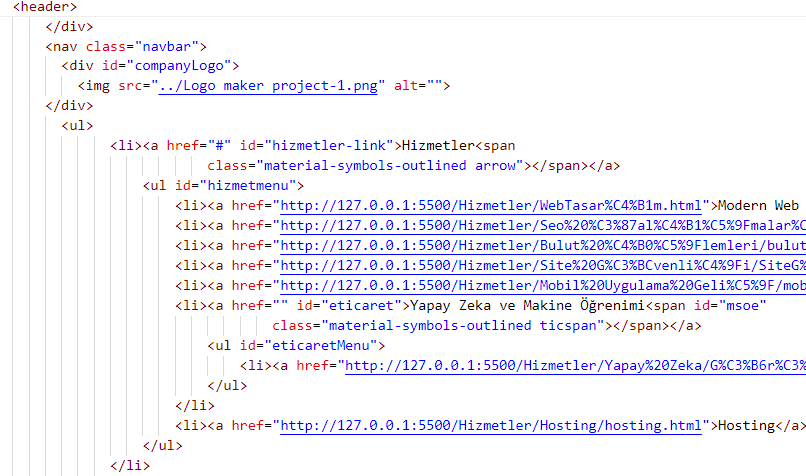 <header>
</div>
<nav class="navbar">
<div id="companyLogo">
<img src="../Logo maker project-1.png" alt="">
</div>
<ul>
<li><a href="#" id="hizmetler-link">Hizmetler<span
class="material-symbols-outlined arrow"></span></a>
<ul id="hizmetmenu">
<li><a href="http://127.0.0.1:5500/Hizmetler/WebTasar%C4%B1m.html">Modern Web
<li><a href="http://127.0.0.1:5500/Hizmetler/Seo%20%C3%87al%C4%B1%C5%9Fmalar%C
<li><a href="http://127.0.0.1:5500/Hizmetler/Bulut%20%C4%B0%C5%9Flemleri/bulut
<li><a href="http://127.0.0.1:5500/Hizmetler/Site%20G%C3%BCvenli%C4%9Fi/SiteG%
<li><a href="http://127.0.0.1:5500/Hizmetler/Mobil%20Uygulama%20Geli%C5%9F/mob
<li><a href="" id="eticaret">Yapay Zeka ve Makine Öğrenimi<span id="msoe"
class="material-symbols-outlined ticspan"></span></a>
<ul id="eticaretMenu">
<li><a href="http://127.0.0.1:5500/Hizmetler/Yapay%20Zeka/G%C3%B6r%C3%
</ul>
</li>
<li><a href="http://127.0.0.1:5500/Hizmetler/Hosting/hosting.html">Hosting</a>
</ul>
</li>